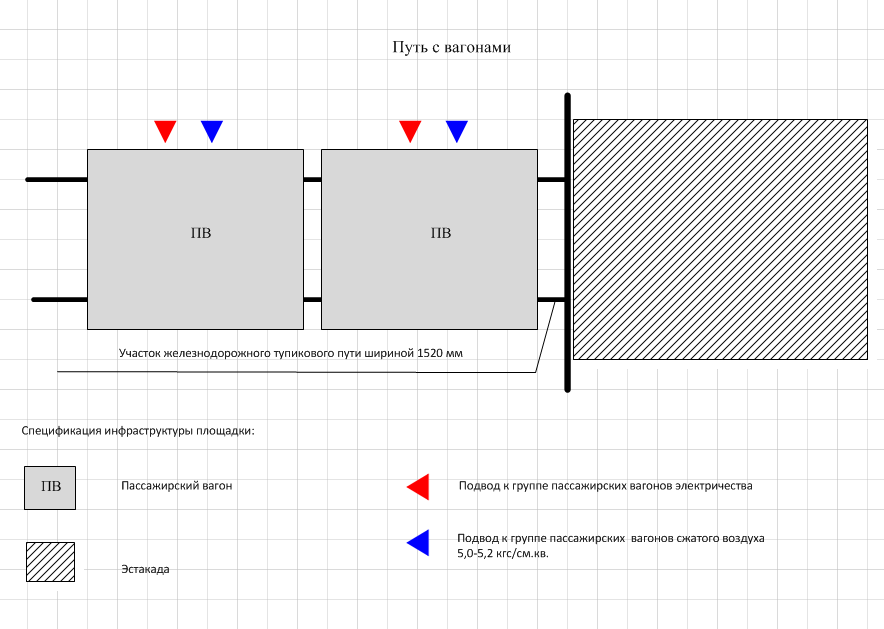 Путь с вагонами
ПВ
ПВ
Участок железнодорожного тупикового пути шириной 1520 мм
Спецификация инфраструктуры площадки:
ПВ
Пассажирский вагон
Подвод к группе пассажирских вагонов электричества
Подвод к группе пассажирских  вагонов сжатого воздуха
5,0-5,2 кгс/см.кв.
Эстакада